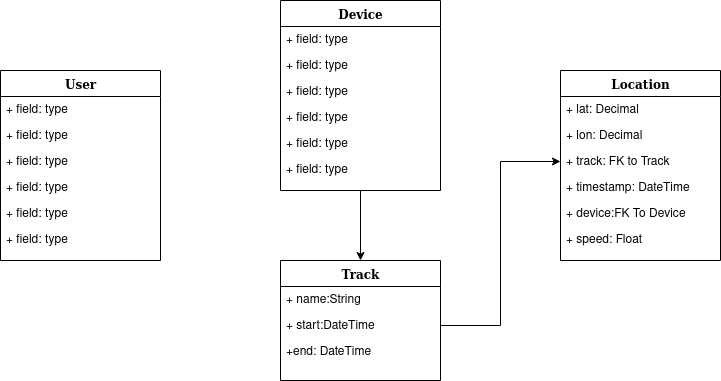 Device
+ field: type
+ field: type
+ field: type
+ field: type
+ field: type
+ field: type
User
+ field: type
+ field: type
+ field: type
+ field: type
+ field: type
+ field: type
Location
+ lat: Decimal
+ lon: Decimal
+ track: FK to Track
+ timestamp: DateTime
+ device:FK To Device
+ speed: Float
Track
+ name:String
+ start:DateTime
+end: DateTime